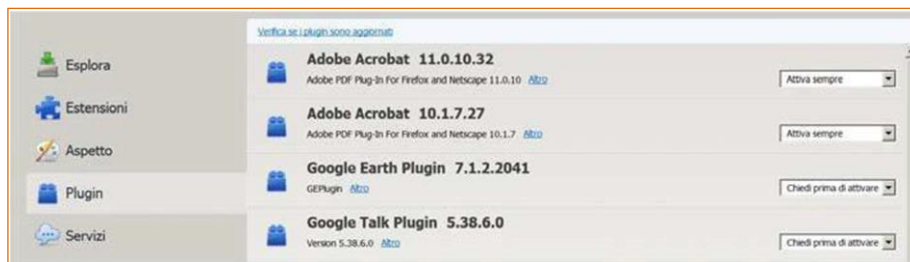 Verifica se i plugin sono aggiornati
Esplora
Estensioni
Aspetto
Plugin
Servizi
Adobe Acrobat 11.0.10.32
Adobe PDF Plug-In For Firefox and Netscape 11.0.10 Altro
Attiva sempre
Adobe Acrobat 10.1.7.27
Adobe PDF Plug-In For Firefox and Netscape 10.1.7 Altro
Attiva sempre
Google Earth Plugin 7.1.2.2041
GEPlugin Altro
Chiedi prima di attivare
Google Talk Plugin 5.38.6.0
Version 5.38.6.0 Altro
Chiedi prima di attivare